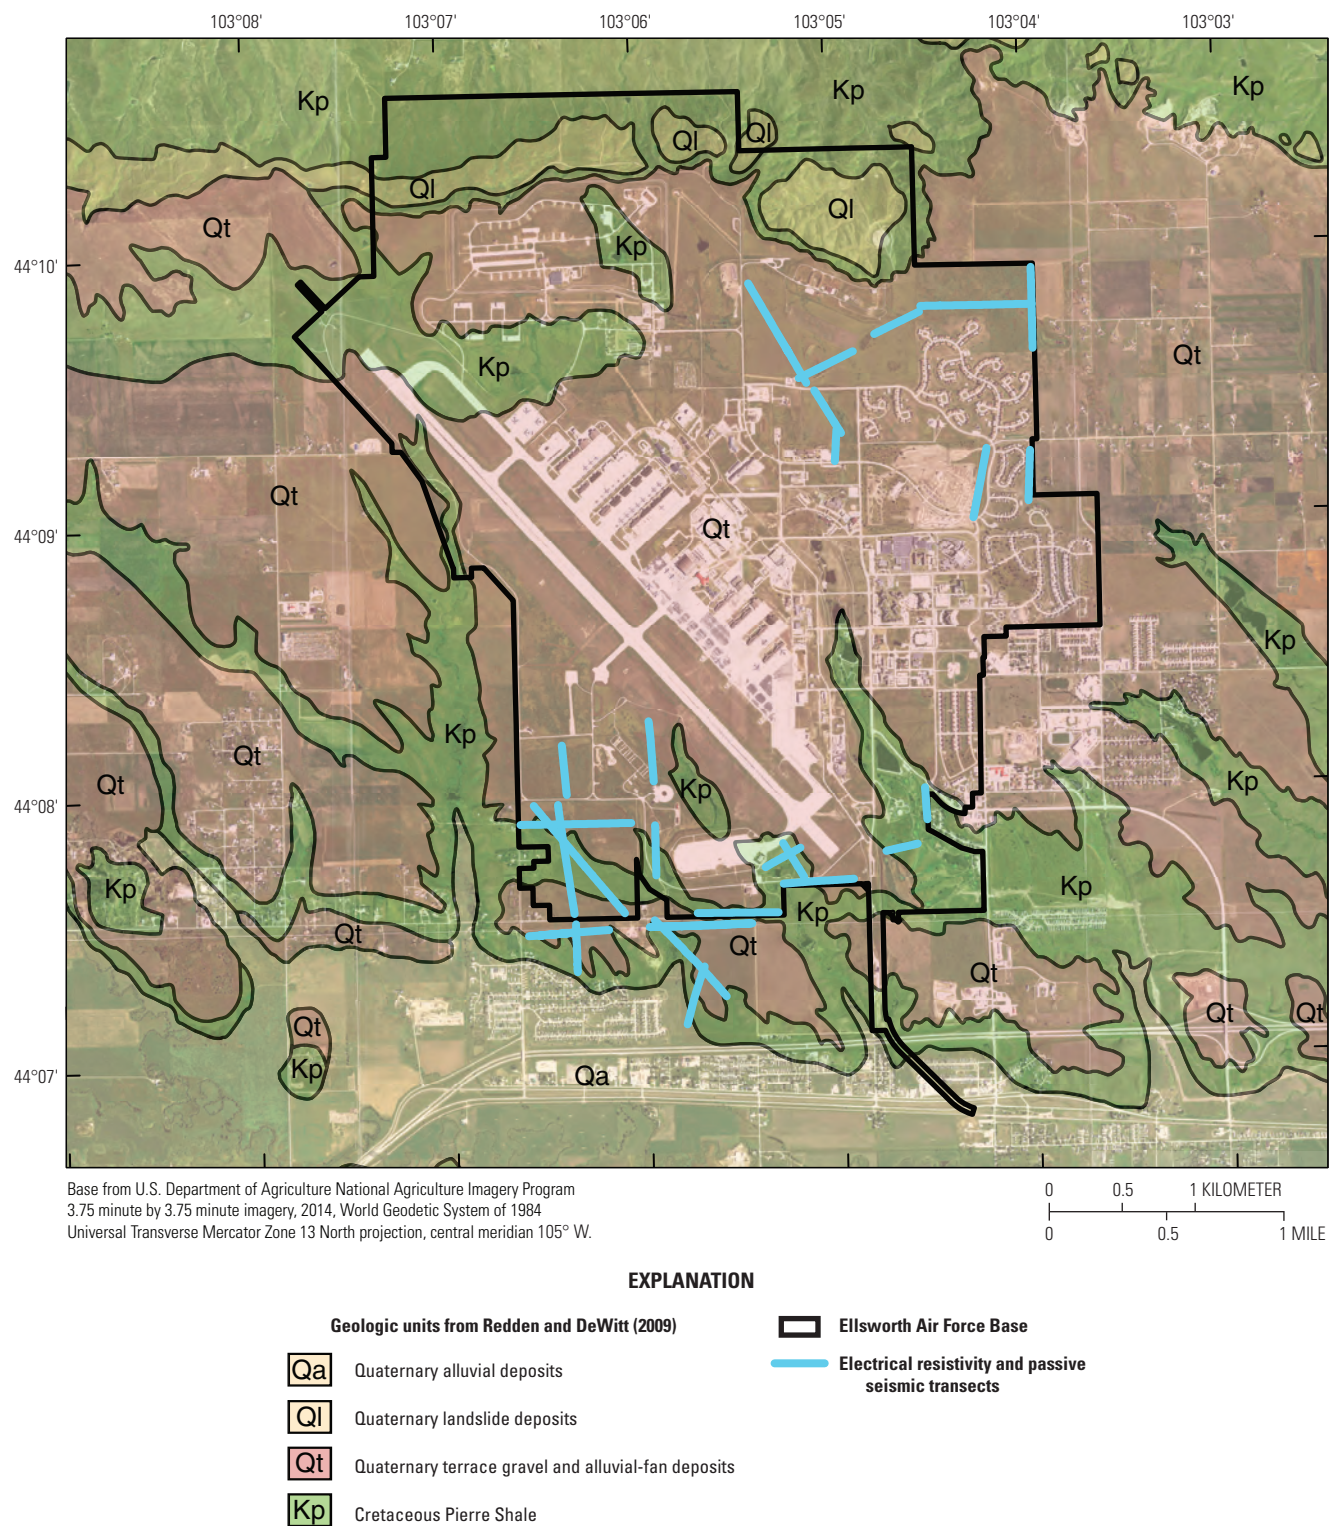 103°08' 103°07' 103°06' 103°05' 103°04' 103°03'
Kp Kp Kp
Ql Ql
Ql
Ql
Qt
Kp
44°10'
Qt
Kp
Qt
Qt
44°09'
Kp
Kp
Qt
Qt Kp Kp
44°08'
Kp Kp
Kp
Qt Qt
Qt
Qt Qt
Qt
Kp
Qa
44°07'
Base from U.S. Department of Agriculture National Agriculture Imagery Program
3.75 minute by 3.75 minute imagery, 2014, World Geodetic System of 1984
Universal Transverse Mercator Zone 13 North projection, central meridian 105° W.
0 0.5 1 KILOMETER
0 0.5 1 MILE
EXPLANATION
Geologic units from Redden and DeWitt (2009)
Qa Quaternary alluvial deposits
Ql Quaternary landslide deposits
Qt Quaternary terrace gravel and alluvial-fan deposits
Kp Cretaceous Pierre Shale
Ellsworth Air Force Base
Electrical resistivity and passive
seismic transects